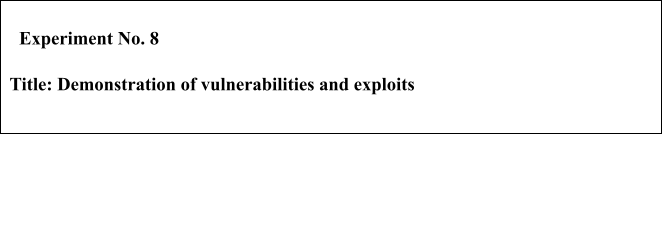 Experiment No. 8
Title: Demonstration of vulnerabilities and exploits